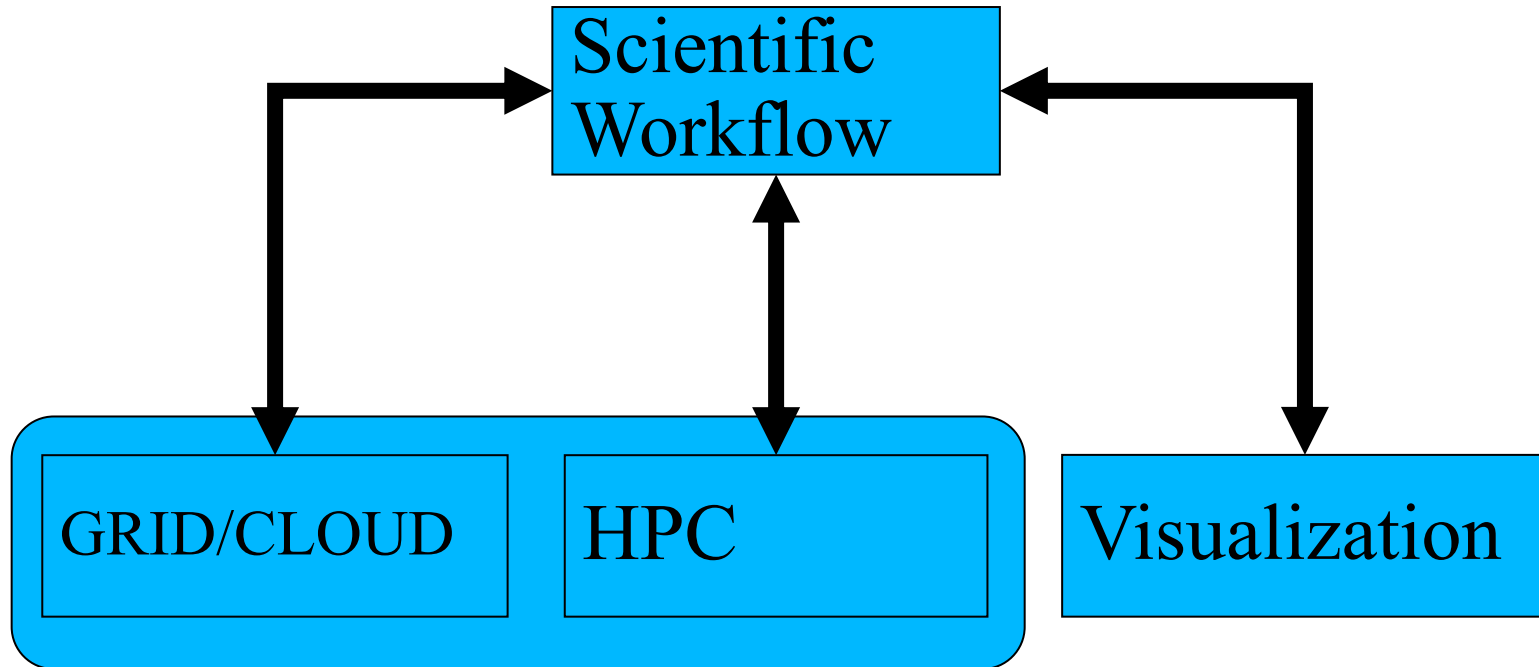 Scientific
Workflow
GRID/CLOUD
HPC
Visualization